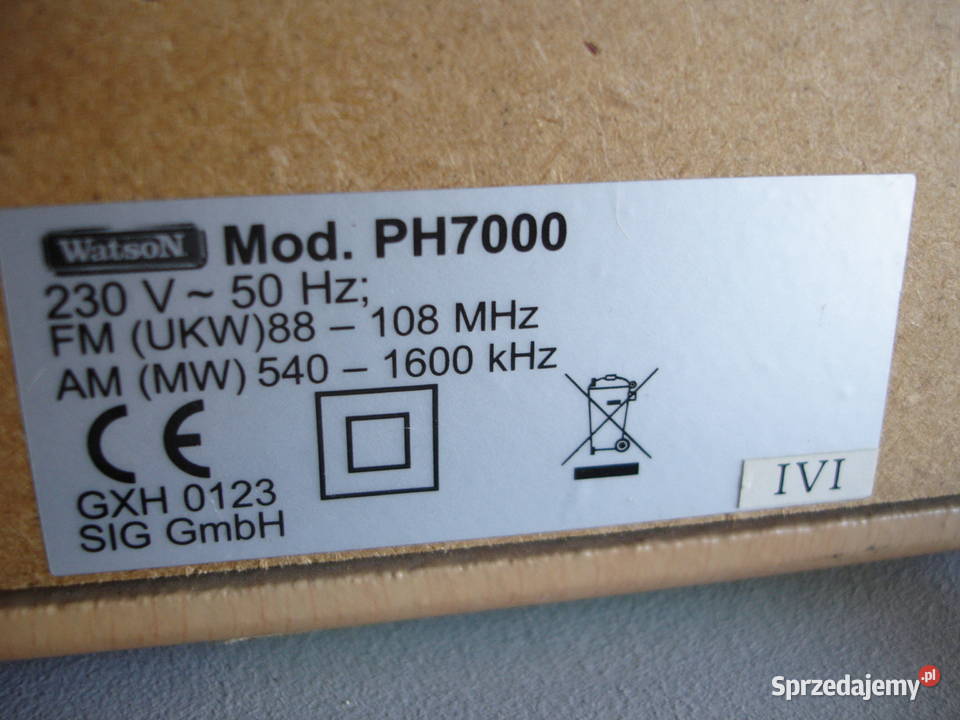 WatsoN Mod. PH7000
230 V ~ 50 Hz;
FM (UKW)88 – 108 MHz
AM (MW) 540 – 1600 kHz
CE
GXH 0123
SIG GmbH
IVI
Sprzedajemy.pl